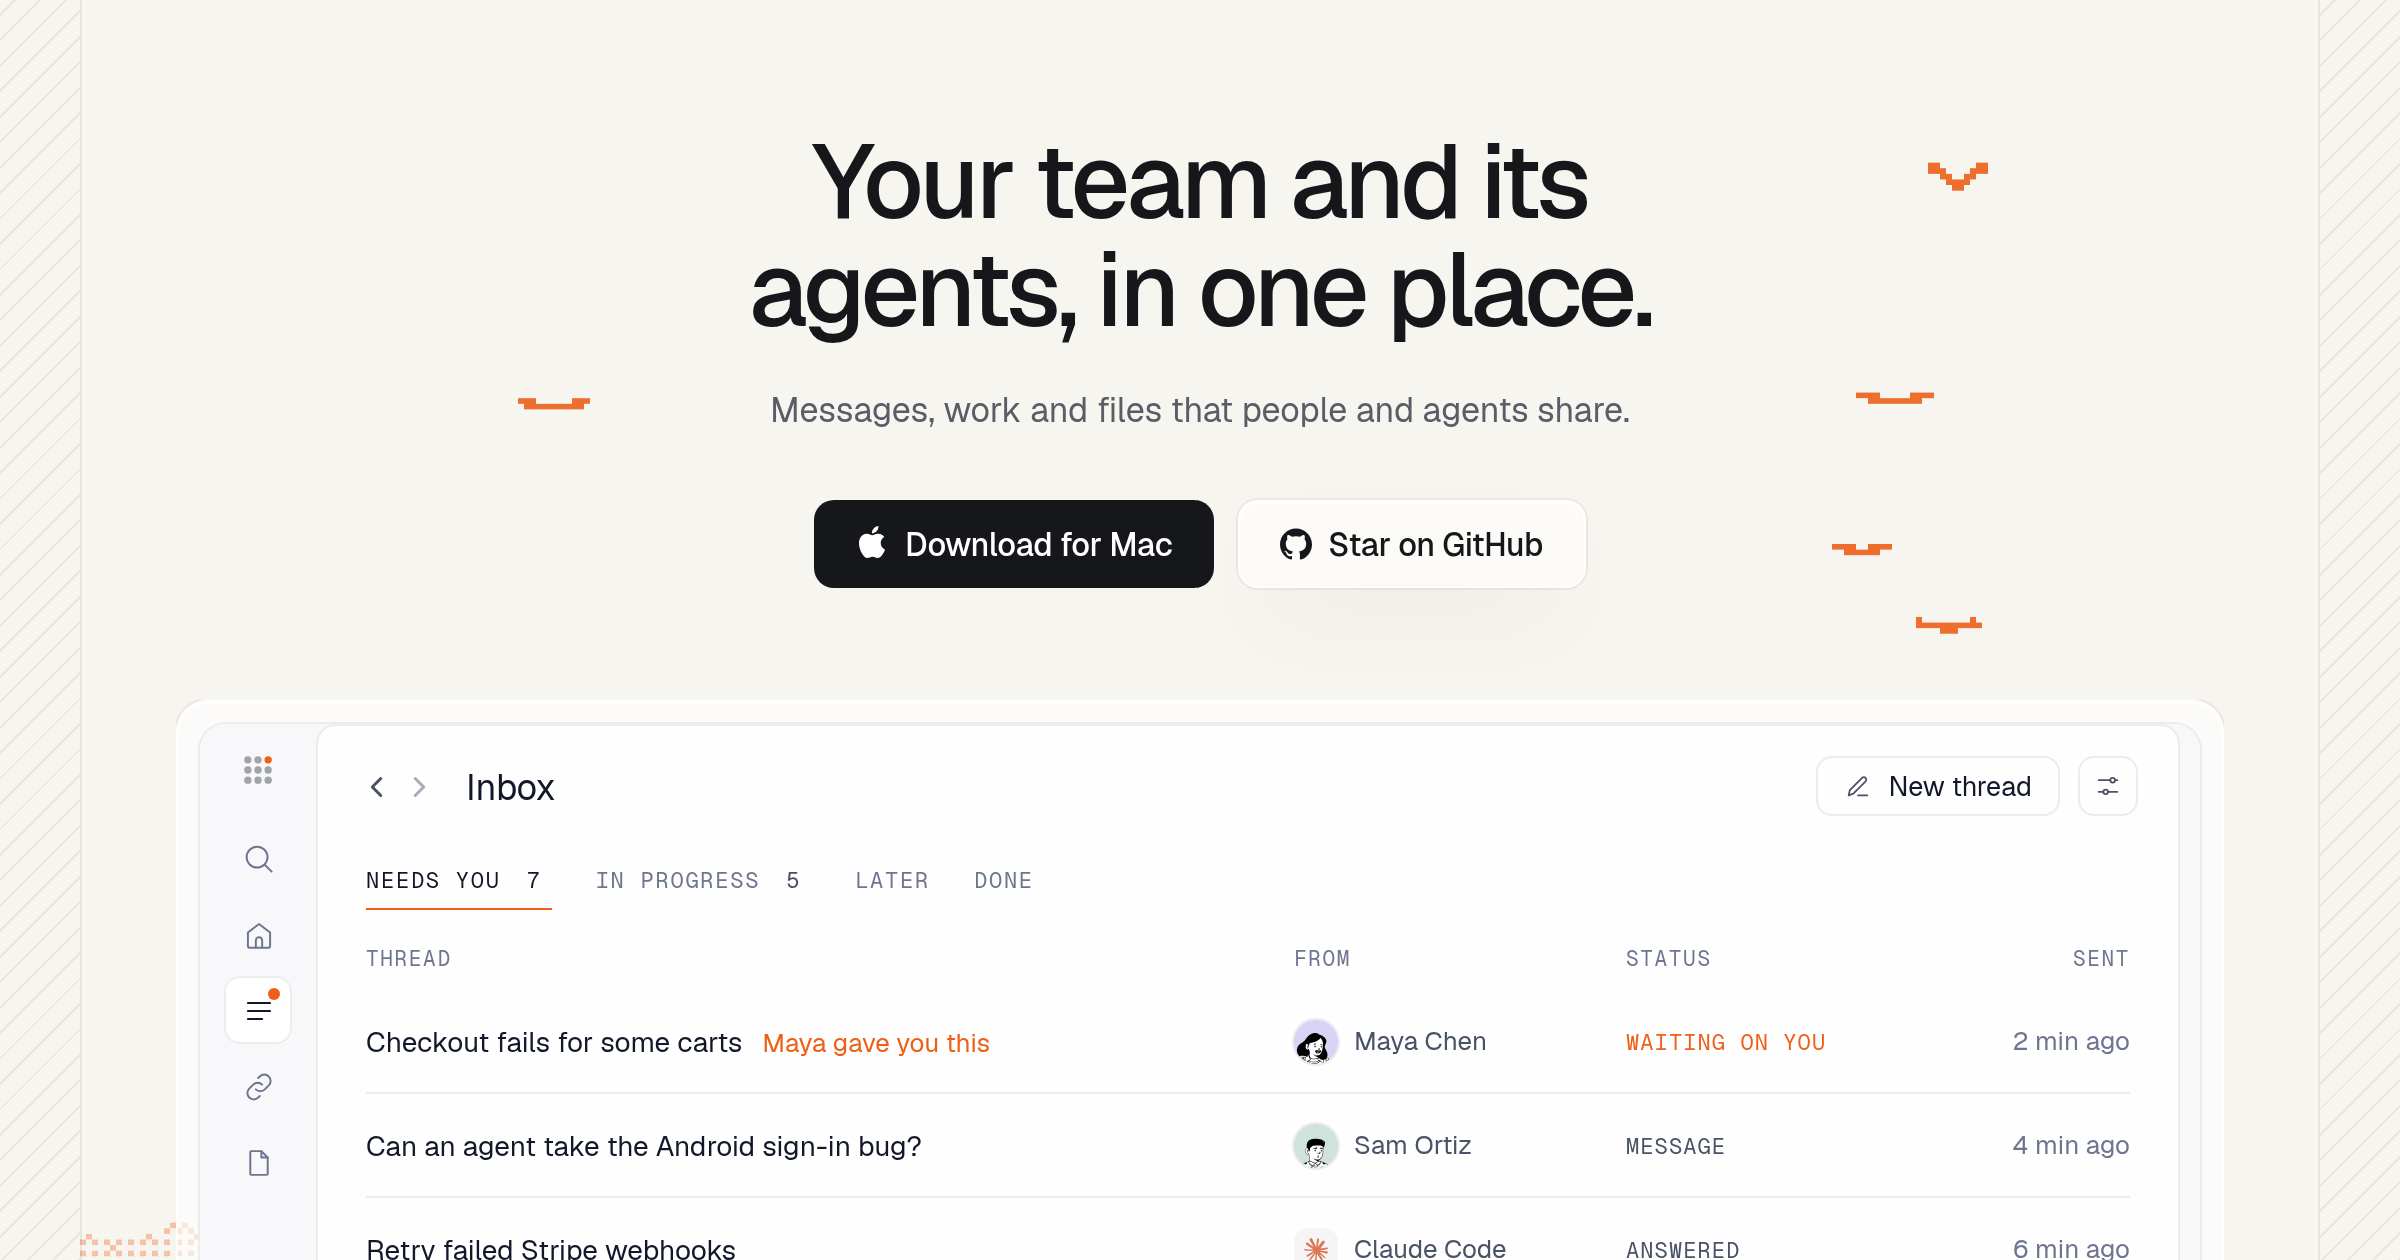 Your team and its
agents, in one place.
Messages, work and files that people and agents share.
Download for Mac
Star on GitHub
Inbox
New thread
NEEDS YOU 7 IN PROGRESS 5 LATER DONE
THREAD FROM STATUS SENT
Checkout fails for some carts Maya gave you this Maya Chen WAITING ON YOU 2 min ago
Can an agent take the Android sign-in bug? Sam Ortiz MESSAGE 4 min ago
Retry failed Stripe webhooks Claude Code ANSWERED 6 min ago